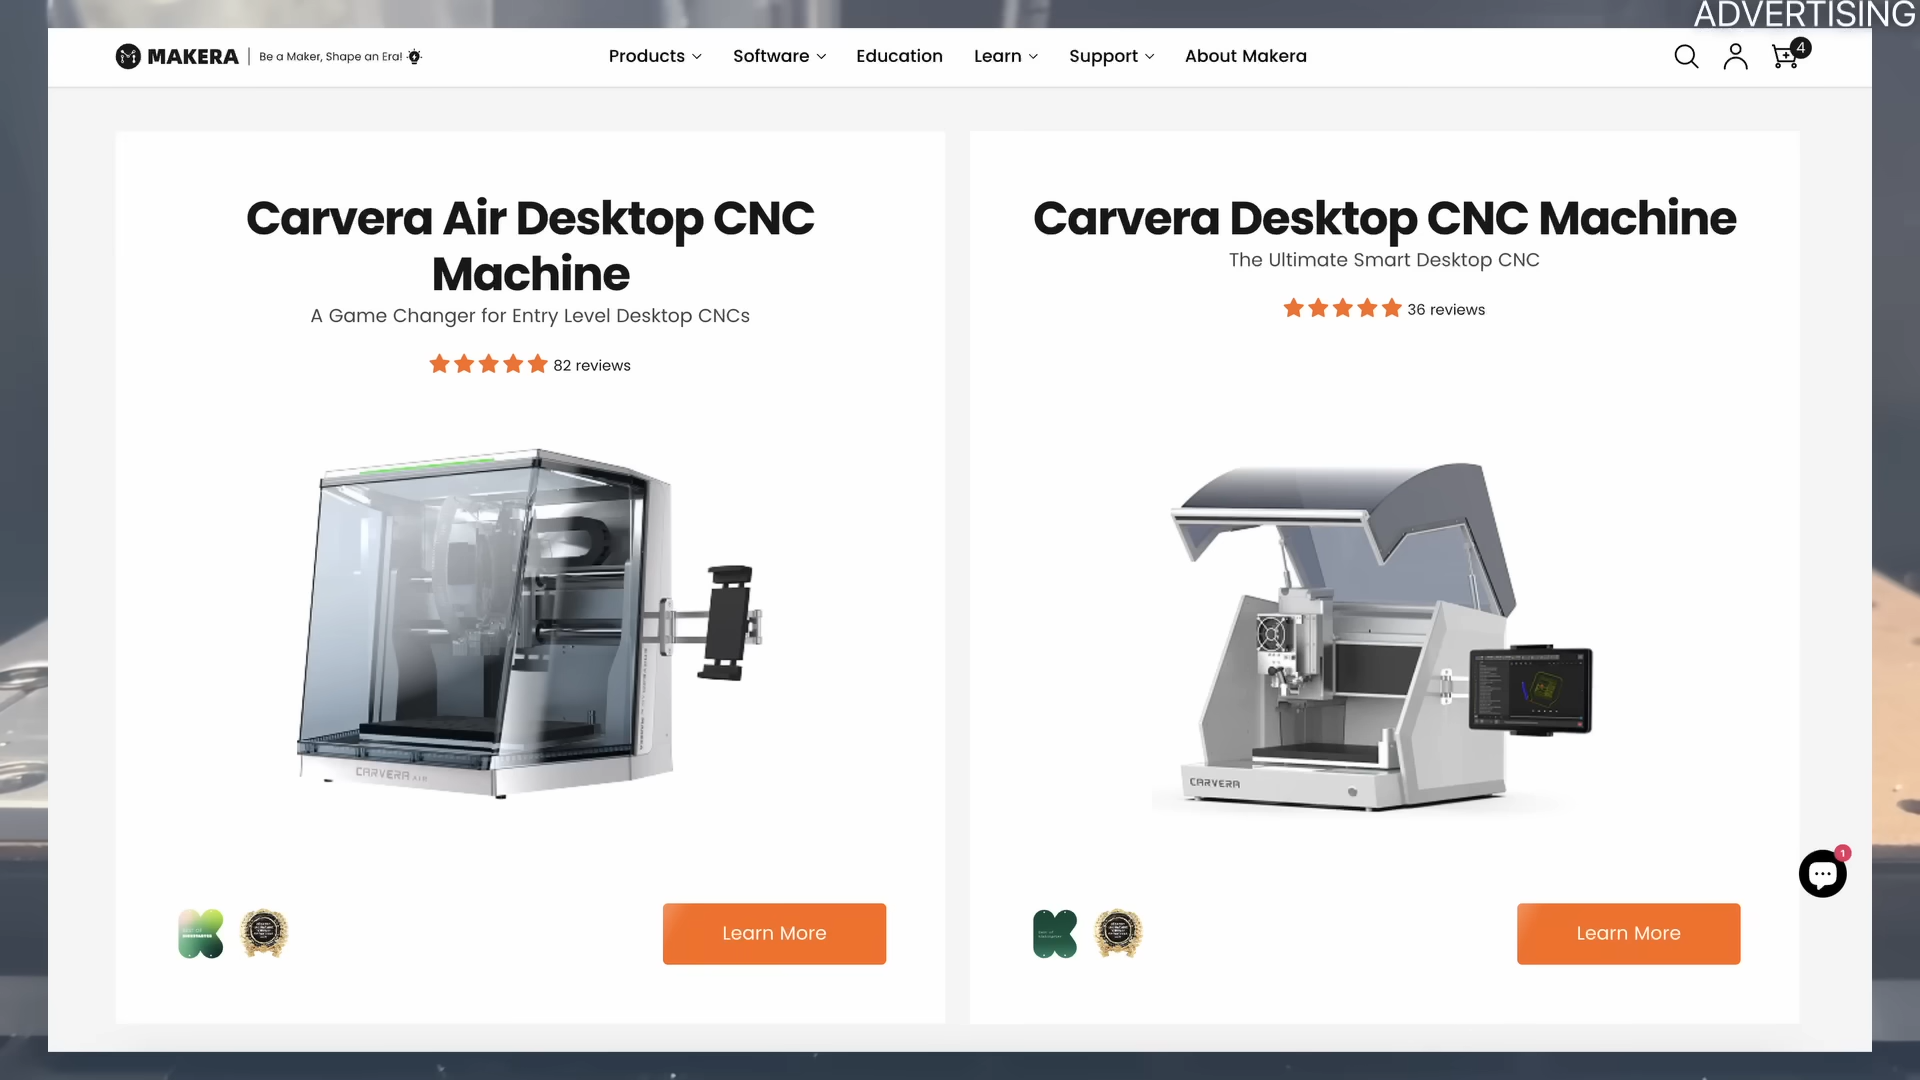 ADVERTISING
MAKERA
Be a Maker, Shape an Era!
Products
Software
Education
Learn
Support
About Makera
4
Carvera Air Desktop CNC
Machine
A Game Changer for Entry Level Desktop CNCs
82 reviews
CARVERA AIR
Learn More
Carvera Desktop CNC Machine
The Ultimate Smart Desktop CNC
36 reviews
CARVERA
Learn More
1